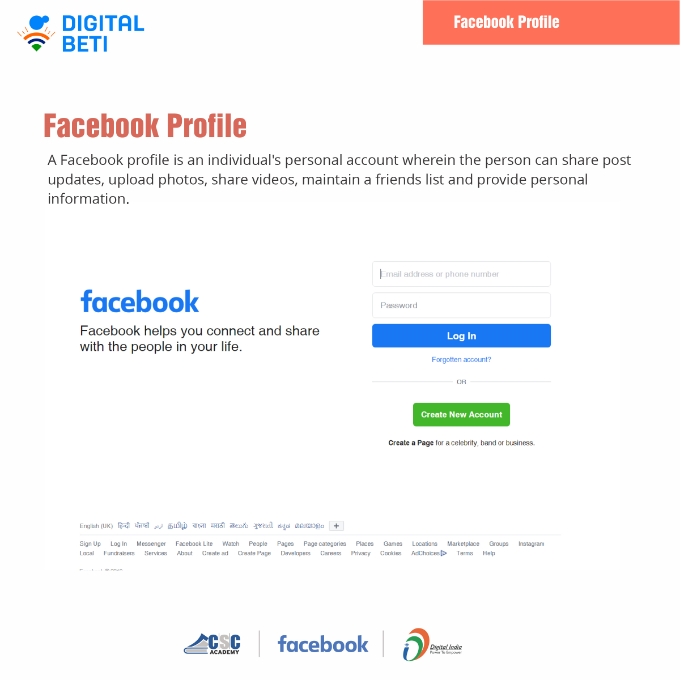 DIGITAL
BETI
Facebook Profile
Facebook Profile
A Facebook profile is an individual's personal account wherein the person can share post
updates, upload photos, share videos, maintain a friends list and provide personal
information.
Email address or phone number
Password
facebook
Facebook helps you connect and share
with the people in your life.
Log In
Forgotten account?
OR
Create New Account
Create a Page for a celebrity, band or business.
English (UK) हिन्दी ਪੰਜਾਬੀ اردو தமிழ் বাংলা मराठी తెలుగు ગુજરાતી ಕನ್ನಡ മലയാളം +
Sign Up Log In Messenger Facebook Lite Watch People Pages Page categories Places Games Locations Marketplace Groups Instagram
Local Fundraisers Services About Create ad Create Page Developers Careers Privacy Cookies AdChoices Terms Help
CSC
ACADEMY
facebook
Digital India
Power To Empower